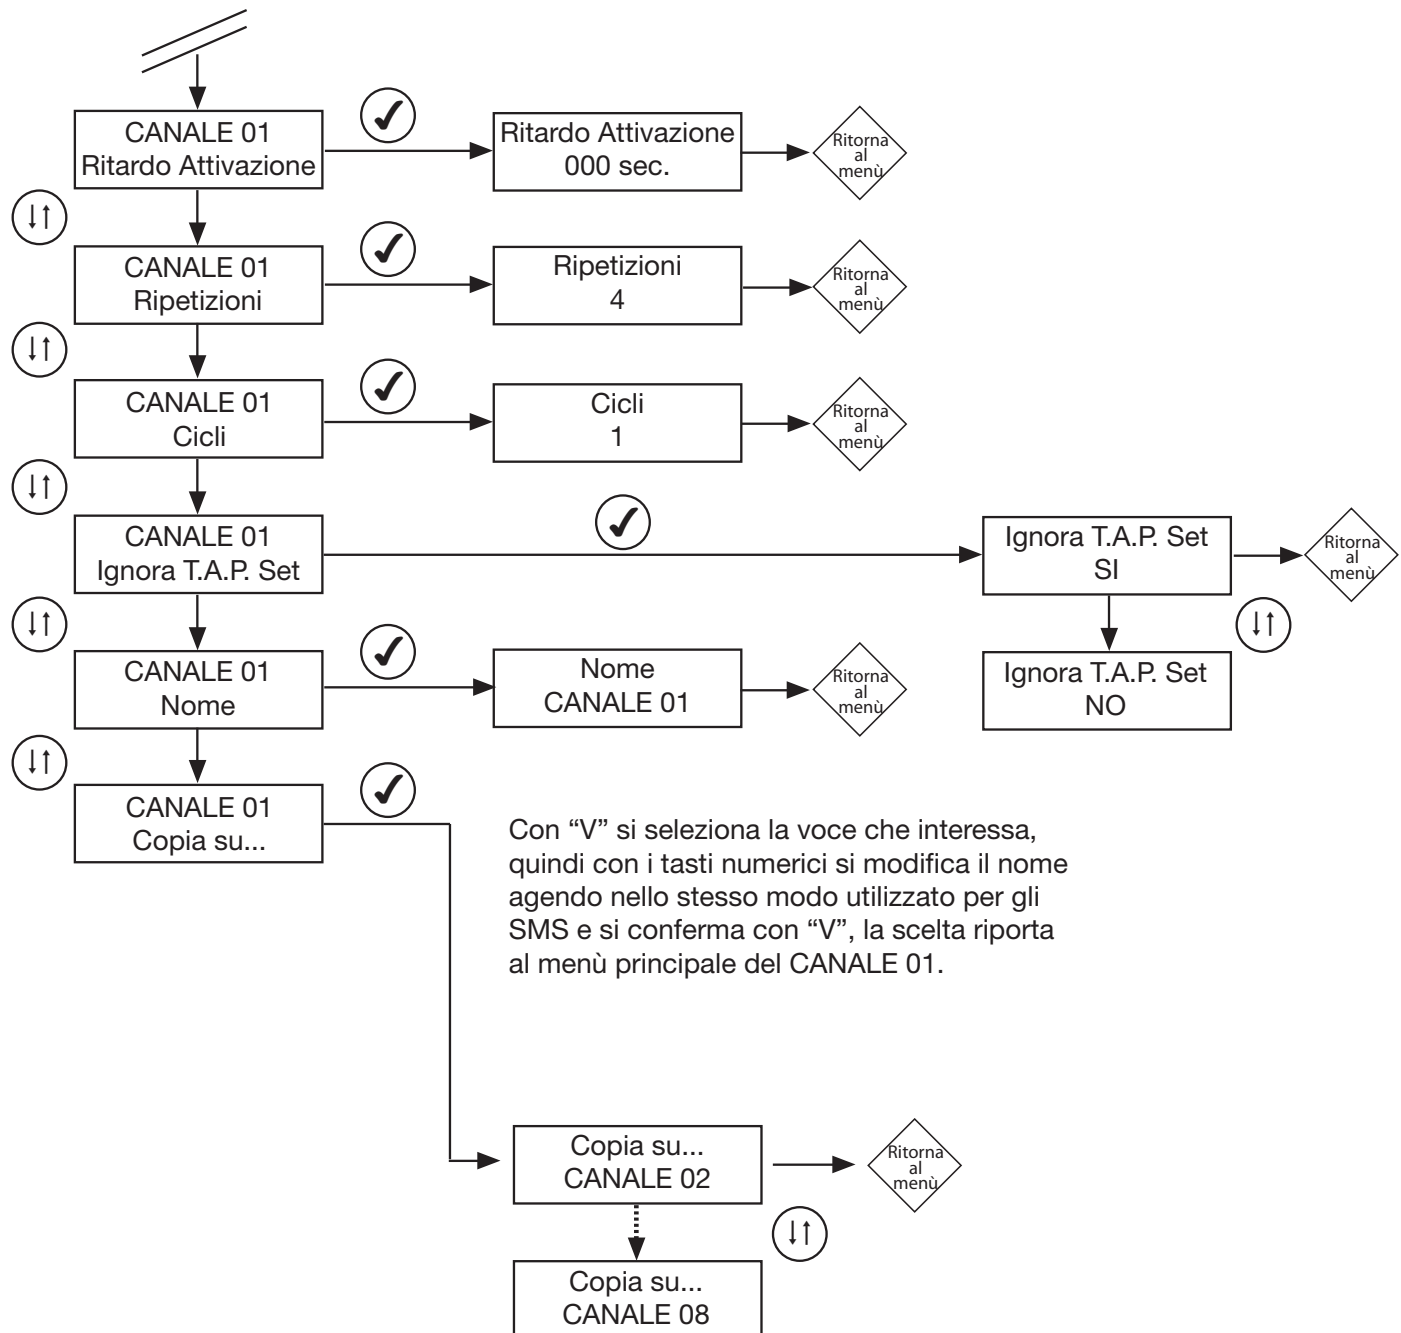 CANALE 01
Ritardo Attivazione
Ritardo Attivazione
000 sec.
Ritorna
al
menù
CANALE 01
Ripetizioni
Ripetizioni
4
Ritorna
al
menù
CANALE 01
Cicli
Cicli
1
Ritorna
al
menù
CANALE 01
Ignora T.A.P. Set
Ignora T.A.P. Set
SI
Ritorna
al
menù
Ignora T.A.P. Set
NO
CANALE 01
Nome
Nome
CANALE 01
Ritorna
al
menù
CANALE 01
Copia su...
Con “V” si seleziona la voce che interessa,
quindi con i tasti numerici si modifica il nome
agendo nello stesso modo utilizzato per gli
SMS e si conferma con “V”, la scelta riporta
al menù principale del CANALE 01.
Copia su...
CANALE 02
Ritorna
al
menù
Copia su...
CANALE 08